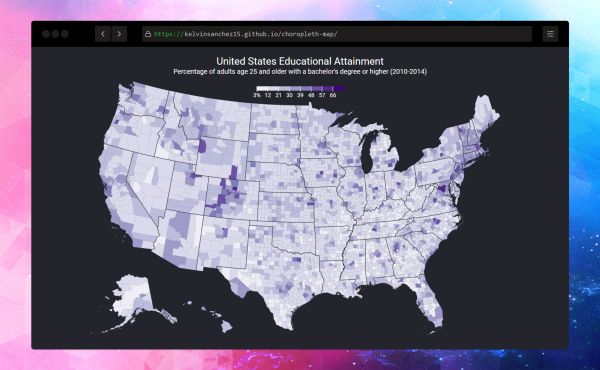 https://kelvinsanchez15.github.io/choropleth-map/
United States Educational Attainment
Percentage of adults age 25 and older with a bachelor's degree or higher (2010-2014)
3% 12 21 30 39 48 57 66